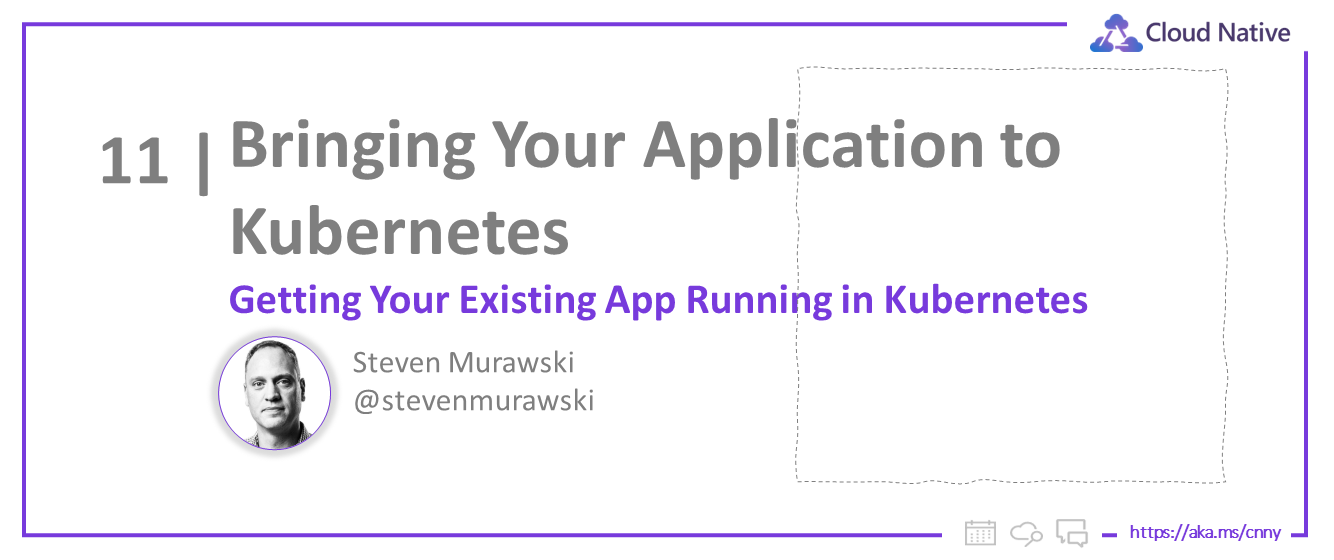 Cloud Native
11 | Bringing Your Application to
Kubernetes
Getting Your Existing App Running in Kubernetes
Steven Murawski
@stevenmurawski
https://aka.ms/cnny